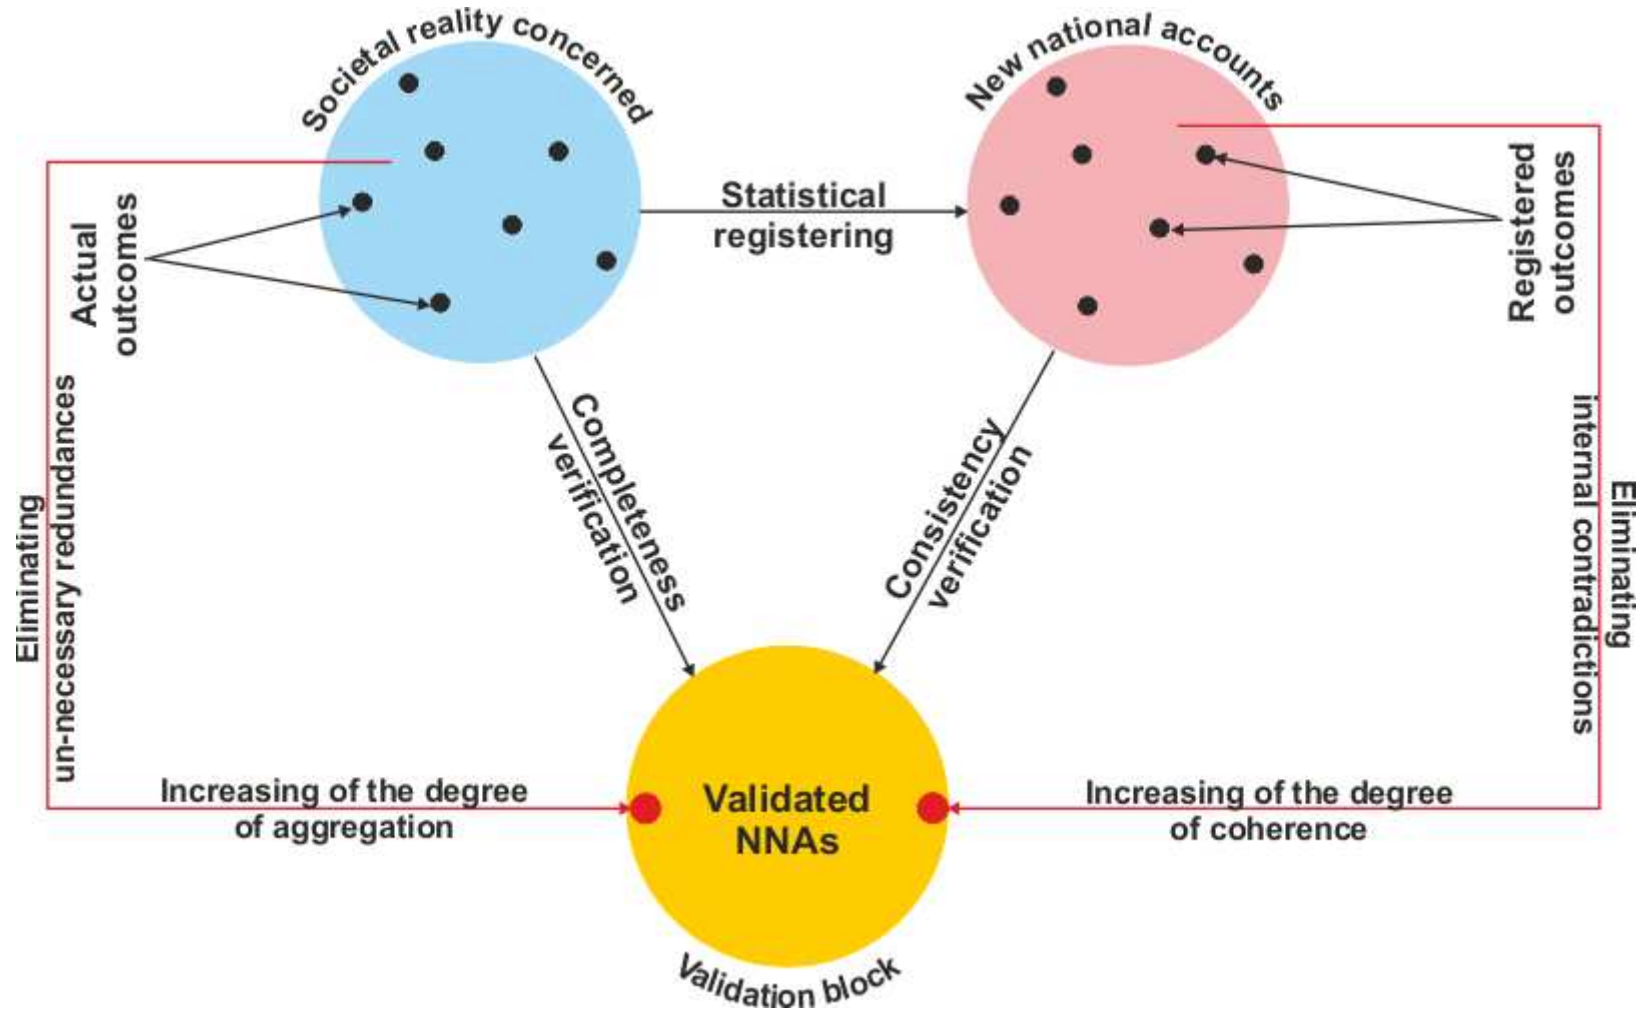 Societal reality concerned
New national accounts
Statistical
registering
Actual
outcomes
Registered
outcomes
Completeness
verification
Consistency
verification
Eliminating
un-necessary redundances
internal contradictions
Eliminating
Increasing of the degree
of aggregation
Validated
NNAs
Increasing of the degree
of coherence
Validation block